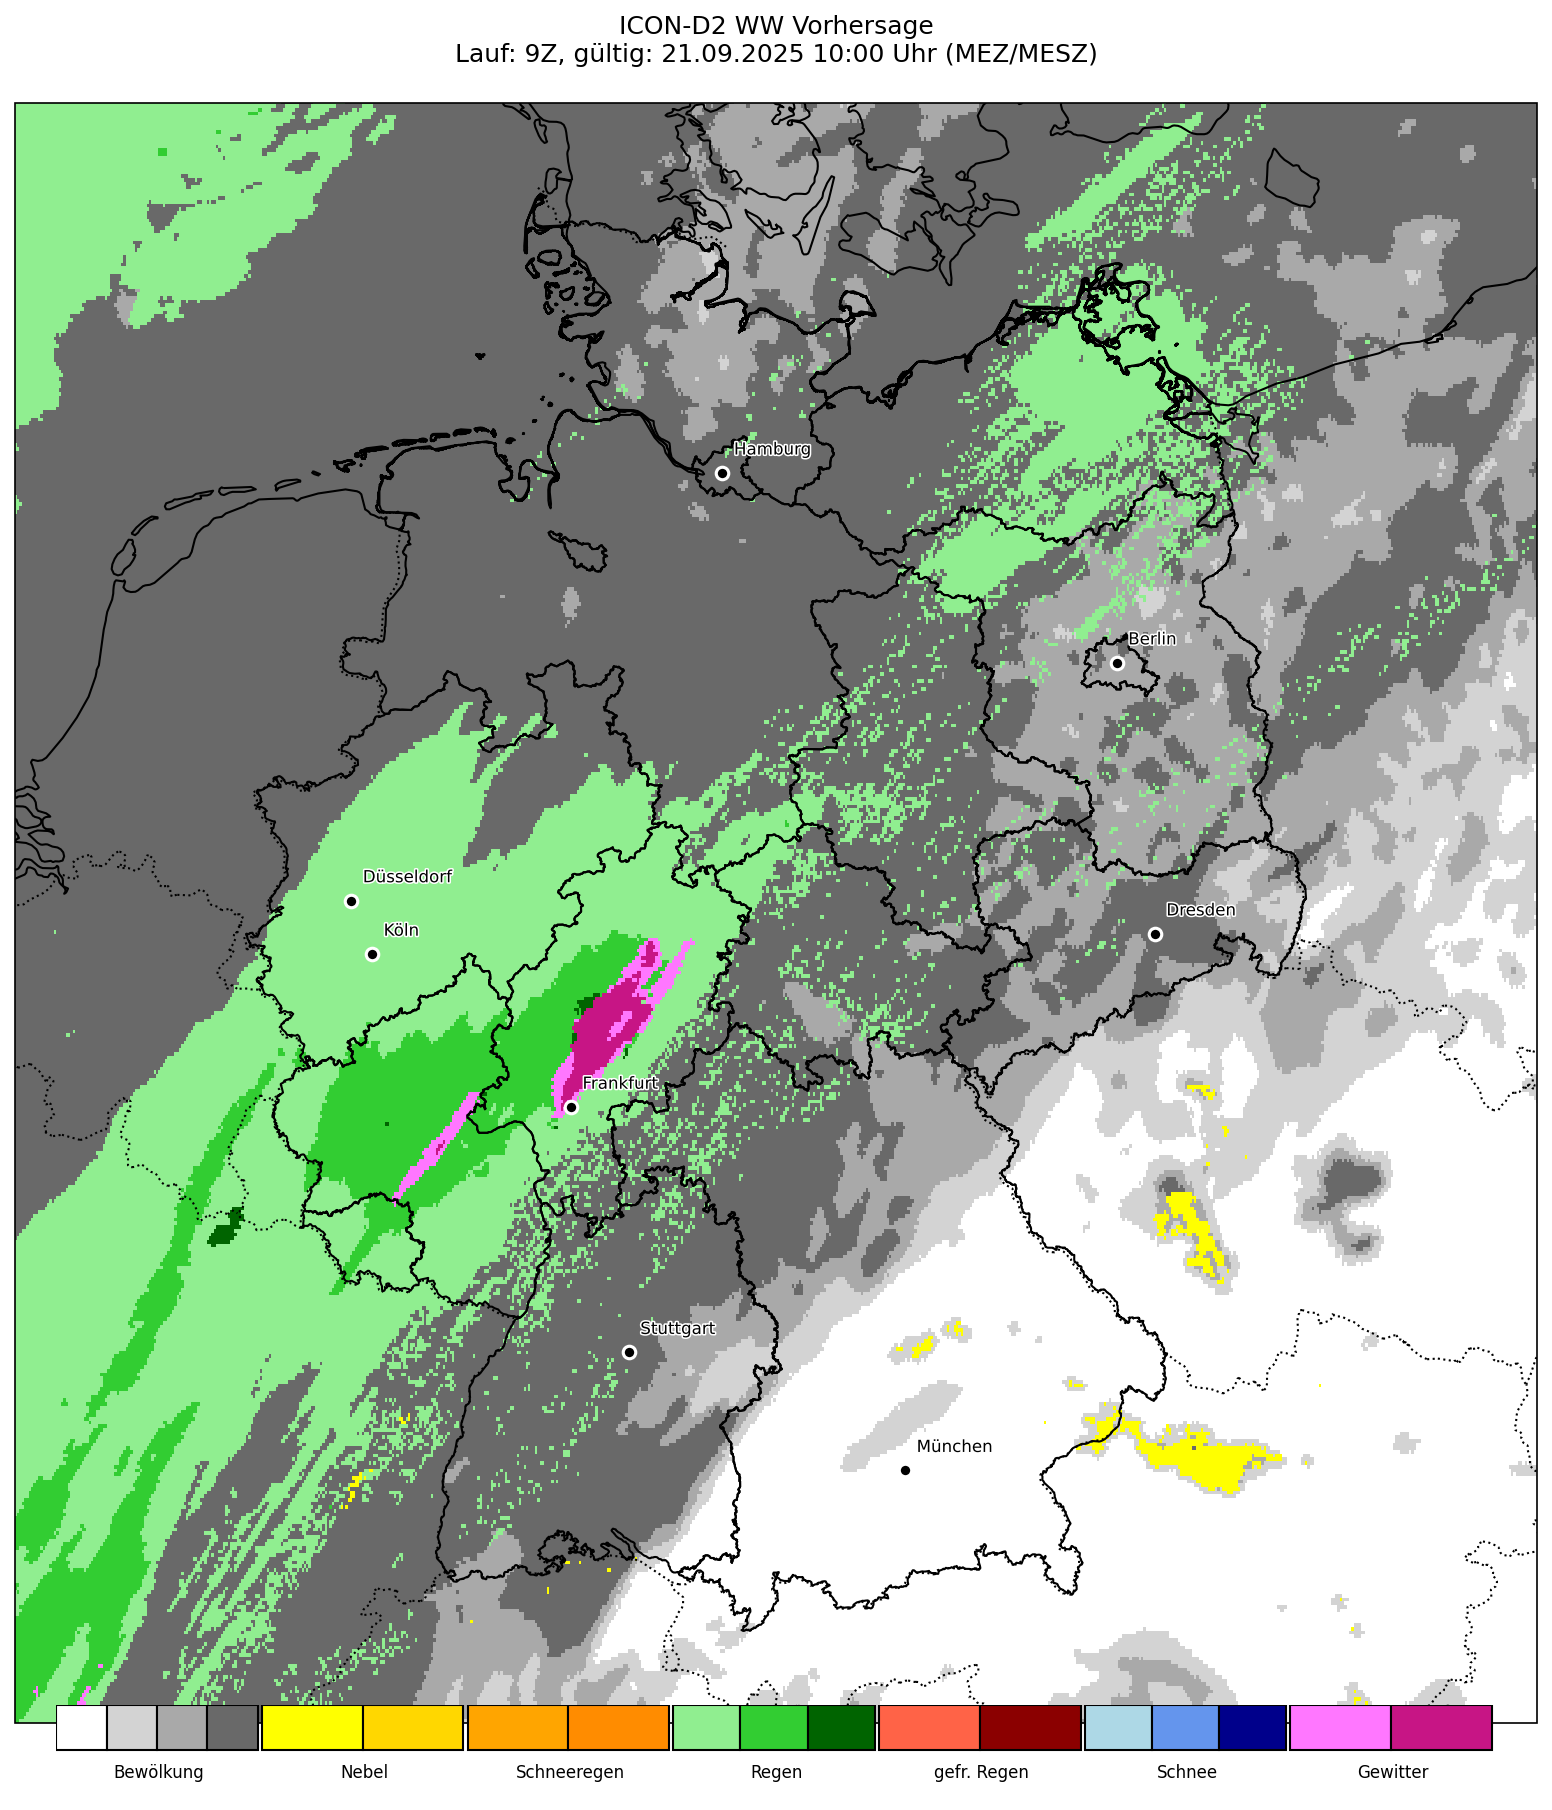 ICON-D2 WW Vorhersage
Lauf: 9Z, gültig: 21.09.2025 10:00 Uhr (MEZ/MESZ)
Hamburg
Berlin
Düsseldorf
Köln
Dresden
Frankfurt
Stuttgart
München
Bewölkung
Nebel
Schneeregen
Regen
gefr. Regen
Schnee
Gewitter